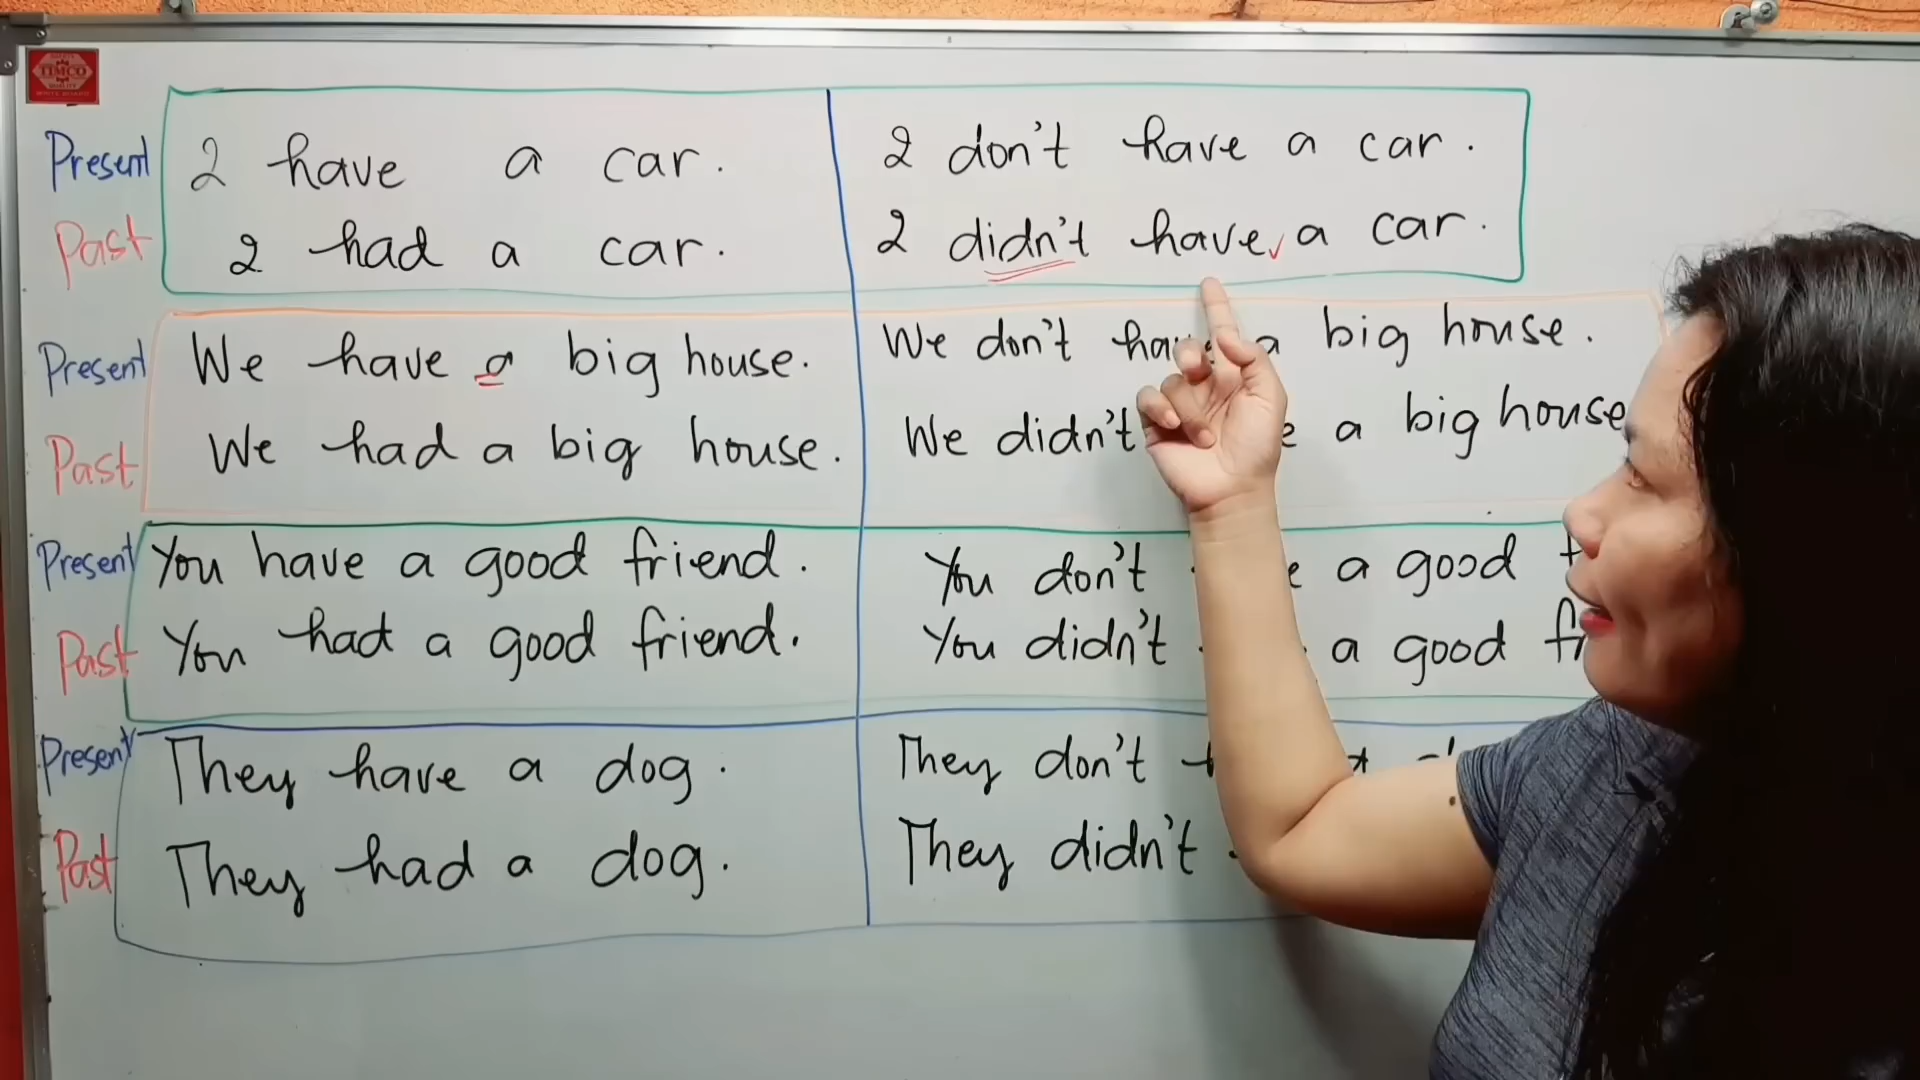 TIMCO
Present I have a car.
Past I had a car.
I don't have a car.
I didn't have a car.
Present We have a big house.
Past We had a big house.
We don't a big house.
We didn't a big house
Present You have a good friend.
Past You had a good friend.
You don't a good
You didn't a good
Present They have a dog.
Past They had a dog.
They don't
They didn't